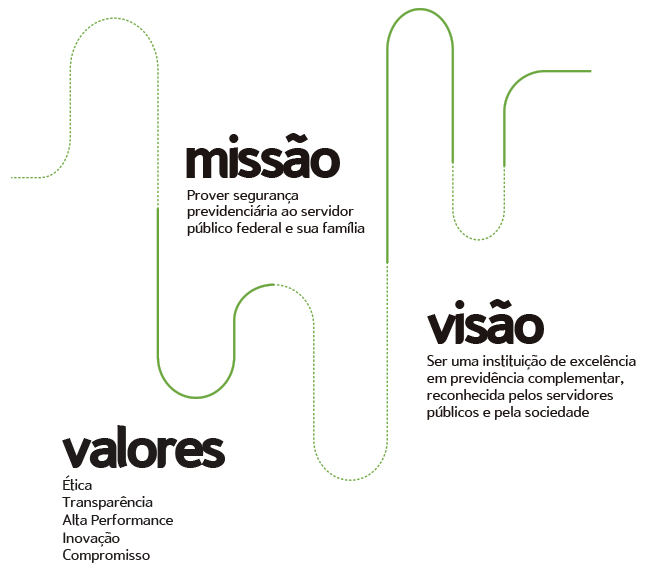 missão
Prover segurança
previdenciária ao servidor
público federal e sua família
visão
Ser uma instituição de excelência
em previdência complementar,
reconhecida pelos servidores
públicos e pela sociedade
valores
Ética
Transparência
Alta Performance
Inovação
Compromisso